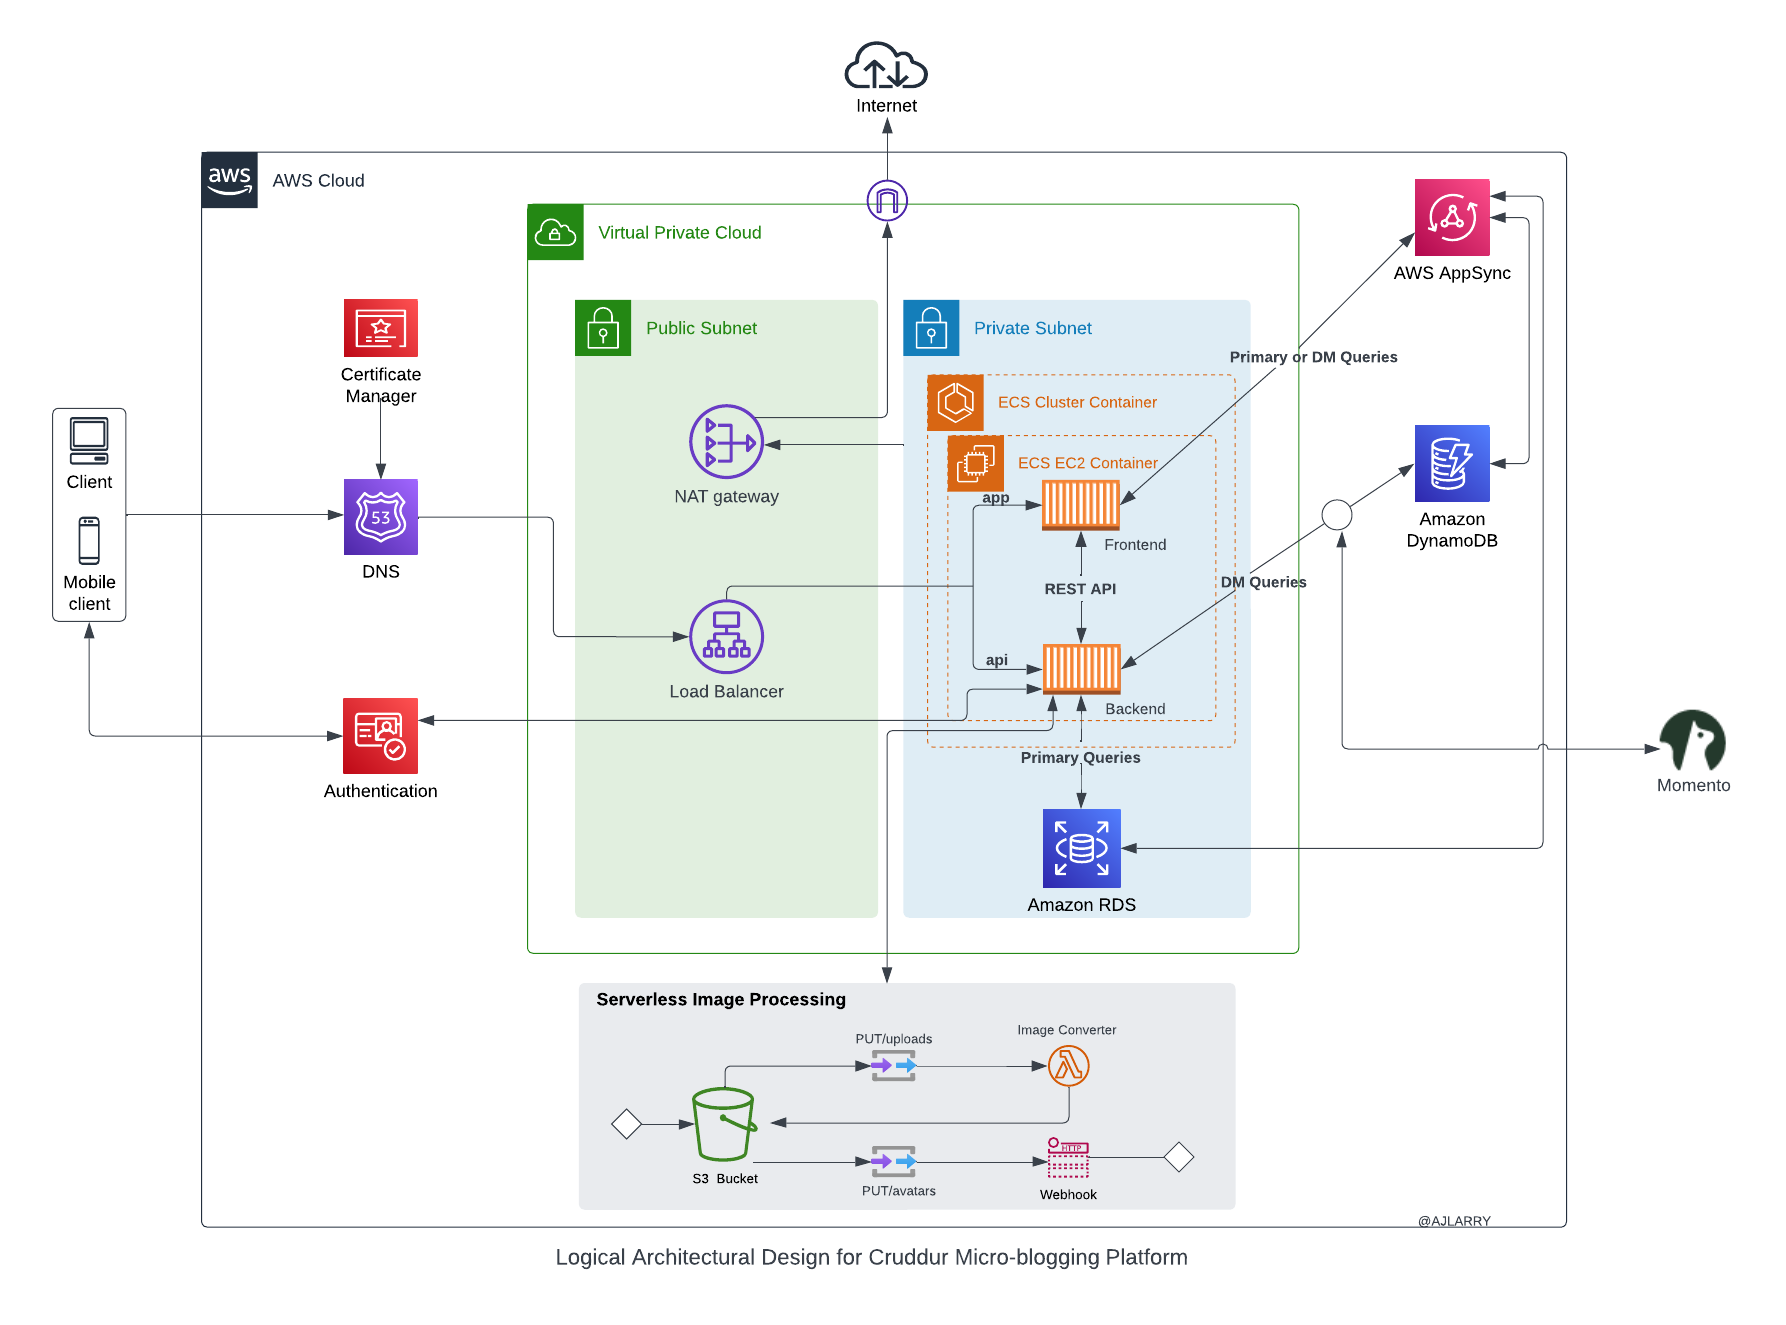 Internet
aws
AWS Cloud
Virtual Private Cloud
AWS AppSync
Public Subnet
Private Subnet
Primary or DM Queries
Certificate
Manager
ECS Cluster Container
ECS EC2 Container
Client
NAT gateway
app
53
Amazon
DynamoDB
Frontend
DNS
Mobile
client
REST API
DM Queries
api
Load Balancer
Backend
Primary Queries
Authentication
Momento
Amazon RDS
Serverless Image Processing
PUT/uploads
Image Converter
HTTP
S3 Bucket
PUT/avatars
Webhook
@AJLARRY
Logical Architectural Design for Cruddur Micro-blogging Platform